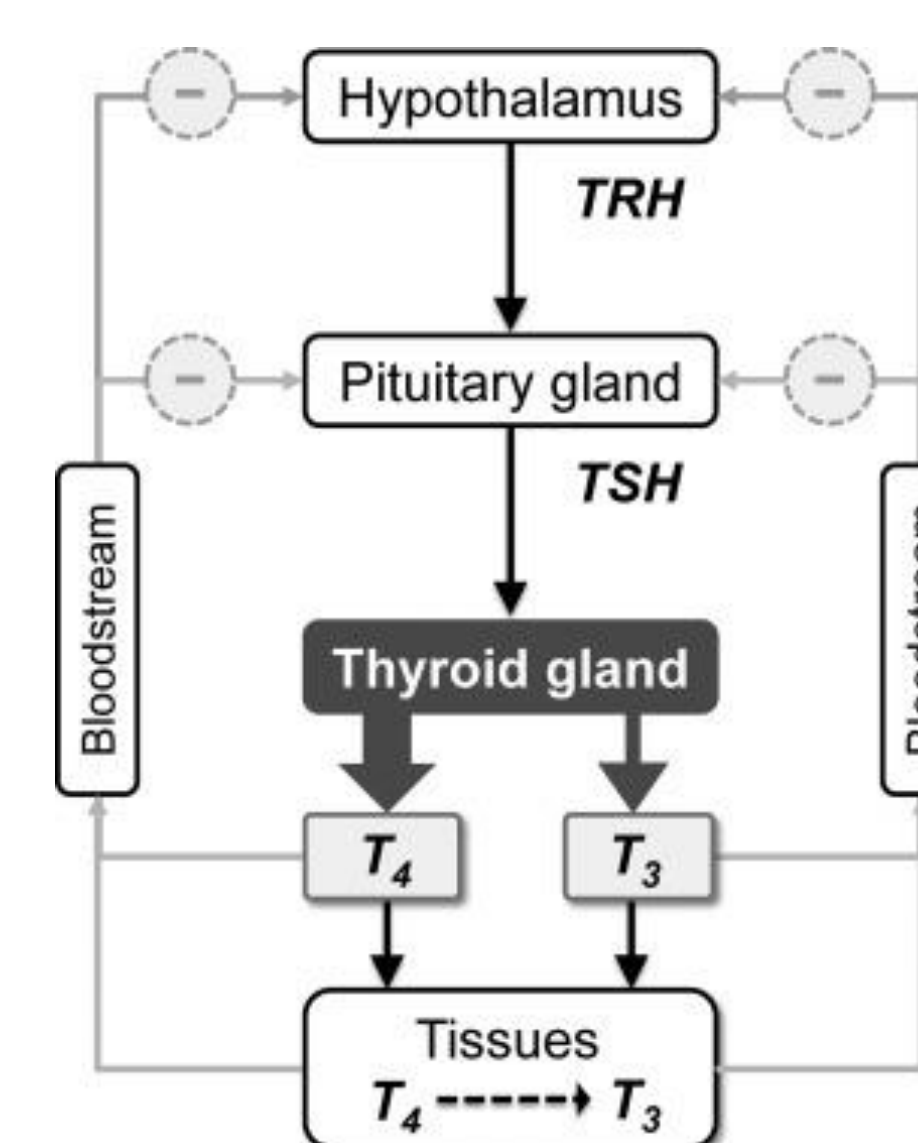 Hypothalamus
TRH
Pituitary gland
TSH
Bloodstream
Thyroid gland
T4 T3
Tissues
T4 T3